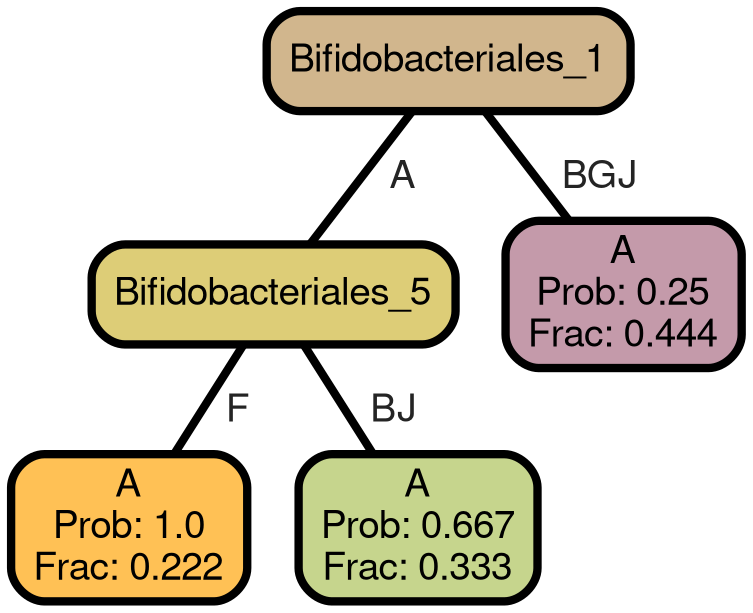 Bifidobacteriales_1
A
BGJ
Bifidobacteriales_5
A
Prob: 0.25
Frac: 0.444
F
BJ
A
Prob: 1.0
Frac: 0.222
A
Prob: 0.667
Frac: 0.333